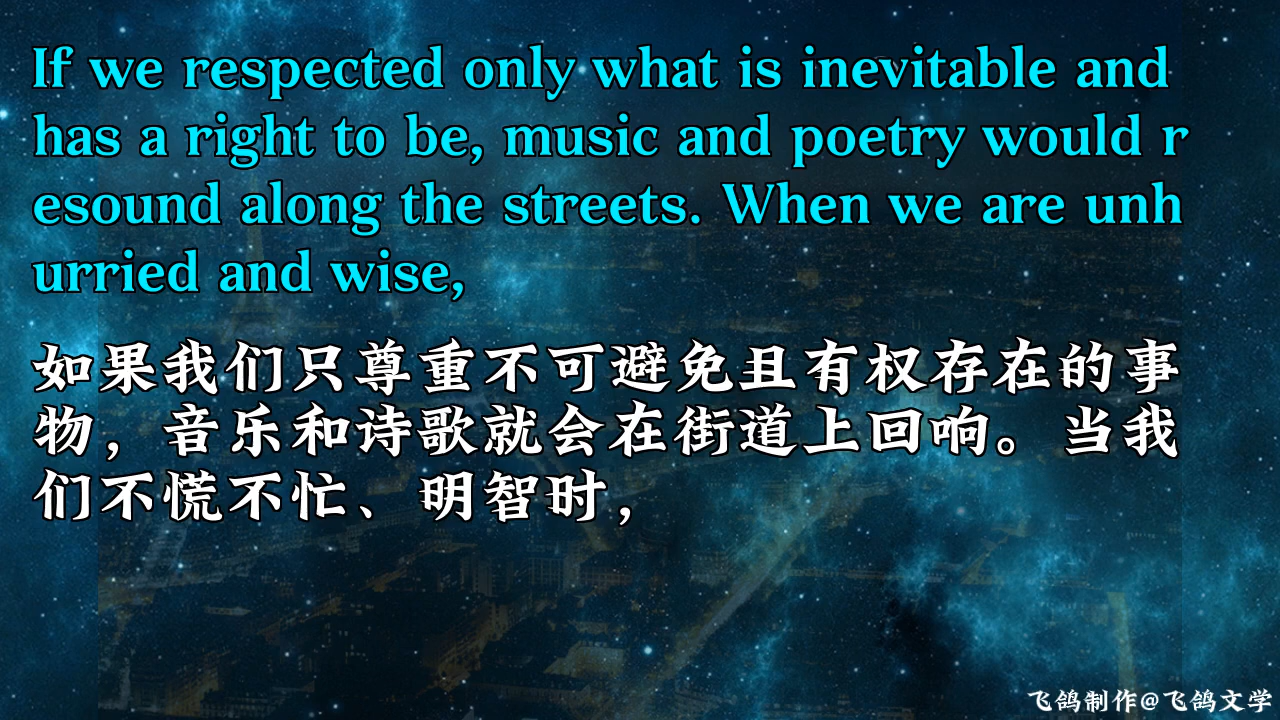 If we respected only what is inevitable and
has a right to be, music and poetry would r
esound along the streets. When we are unh
urried and wise,
如果我们只尊重不可避免且有权存在的事
物，音乐和诗歌就会在街道上回响。当我
们不慌不忙、明智时，
飞鸽制作@飞鸽文学